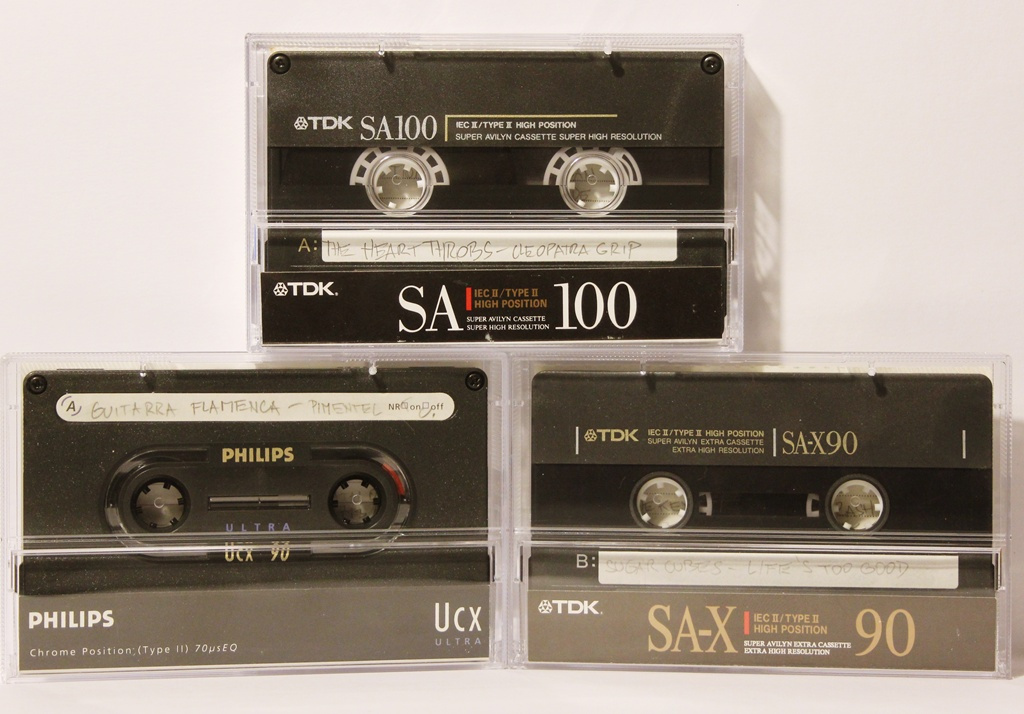 TDK SA100 IEC II/TYPE II HIGH POSITION
SUPER AVILYN CASSETTE SUPER HIGH RESOLUTION
A: THE HEART THROBS - CLEOPATRA GRIP
TDK. SA IEC II/TYPE II HIGH POSITION 100
SUPER AVILYN CASSETTE
SUPER HIGH RESOLUTION
A GUITARRA FLAMENCA - PIMENTEL NR on off
PHILIPS
ULTRA
UCX 90
PHILIPS UCX
ULTRA
Chrome Position (Type II) 70µsEQ
TDK IEC II/TYPE II HIGH POSITION SA-X90
SUPER AVILYN EXTRA CASSETTE
EXTRA HIGH RESOLUTION
B: SUGAR CUBES - LIFE'S TOO GOOD
TDK. SA-X IEC II/TYPE II HIGH POSITION 90
SUPER AVILYN EXTRA CASSETTE
EXTRA HIGH RESOLUTION